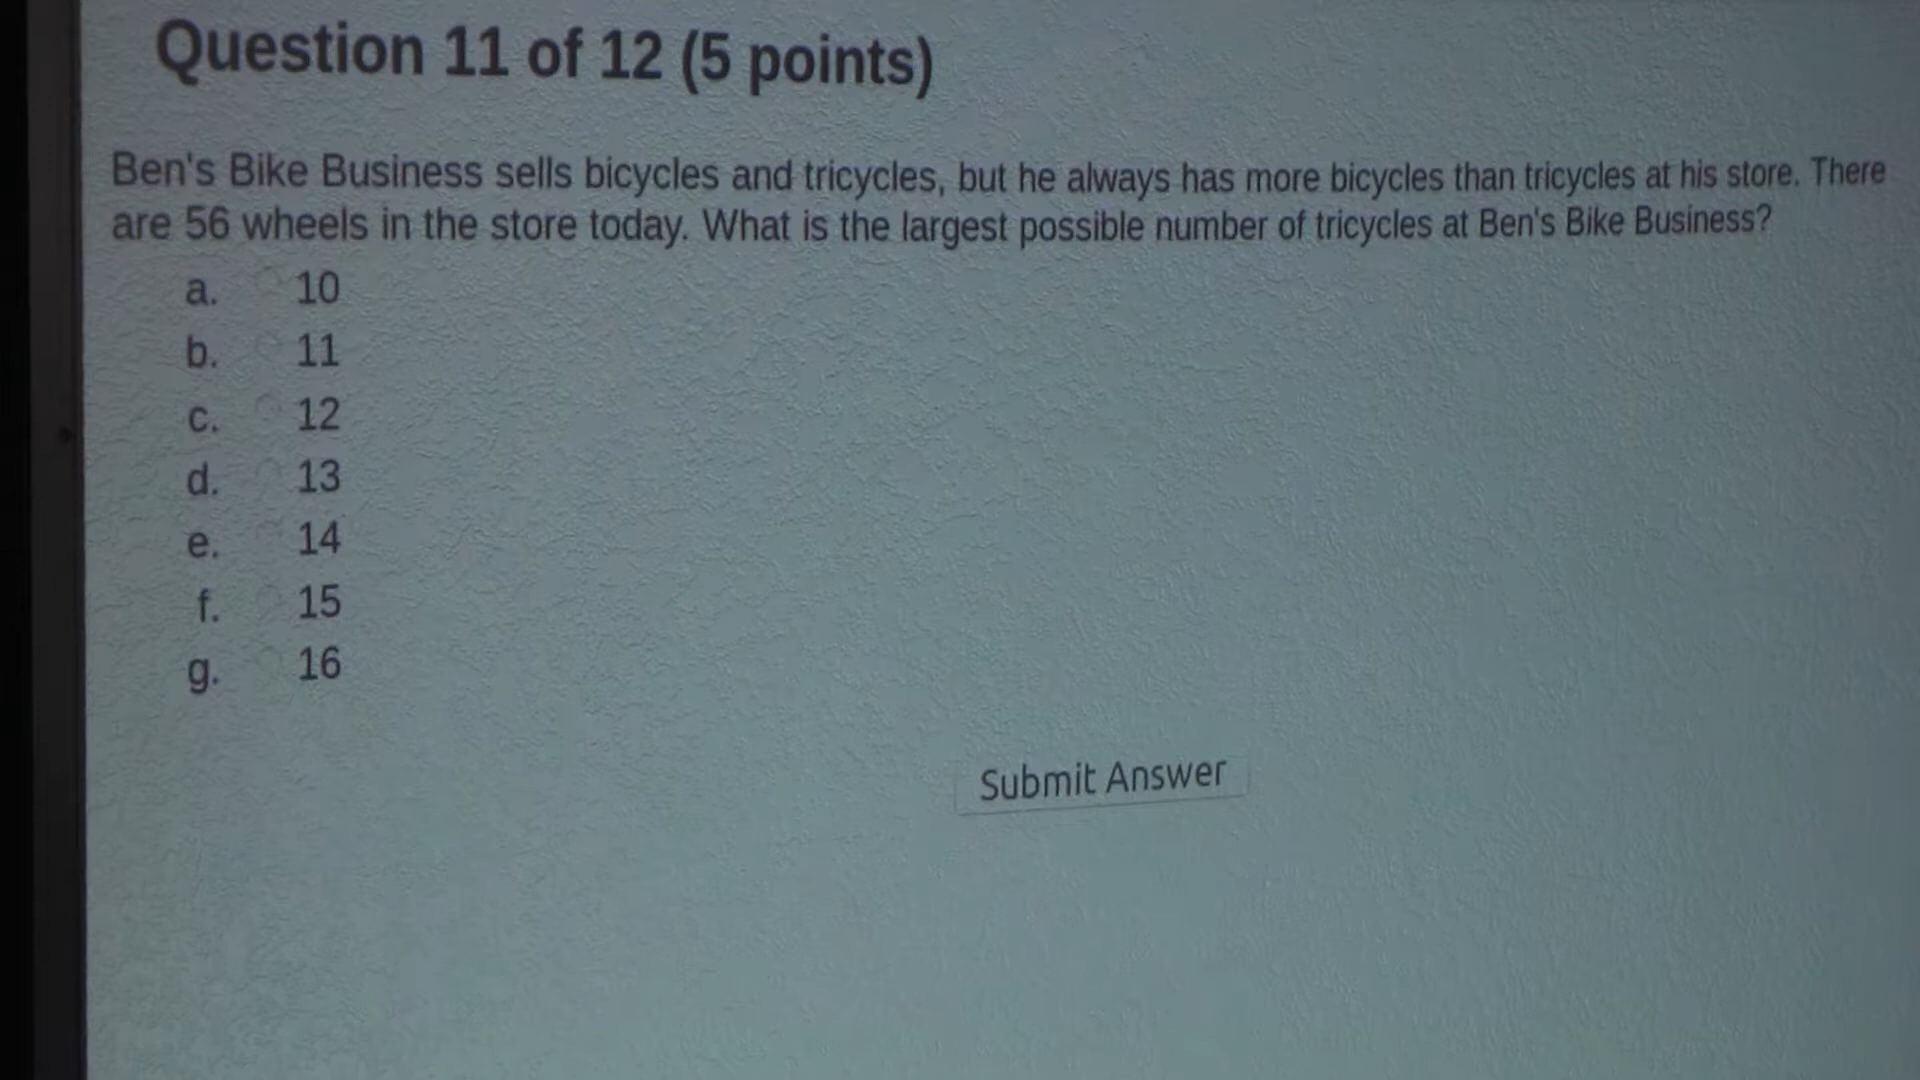 Question 11 of 12 (5 points)
Ben's Bike Business sells bicycles and tricycles, but he always has more bicycles than tricycles at his store. There
are 56 wheels in the store today. What is the largest possible number of tricycles at Ben's Bike Business?
a. 10
b. 11
c. 12
d. 13
e. 14
f. 15
g. 16
Submit Answer